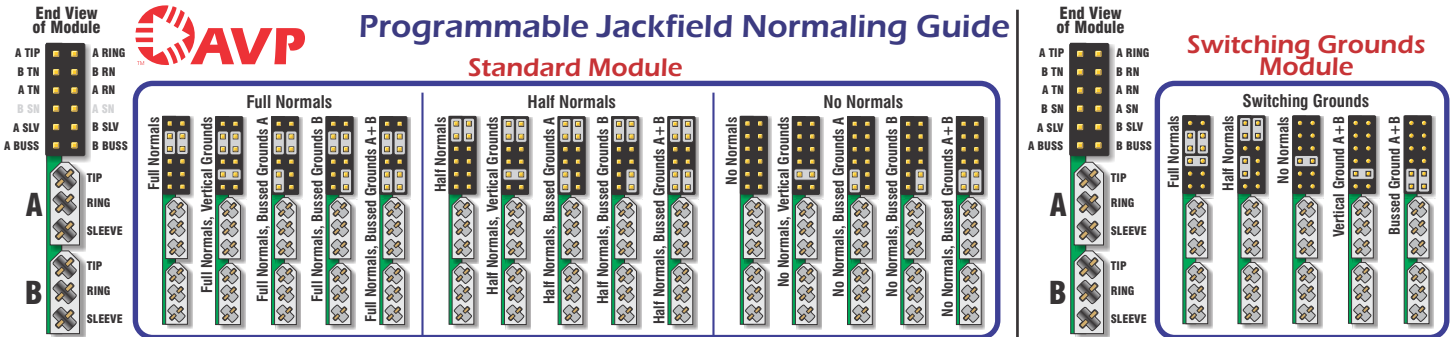 End View
of Module
A TIP
A RING
B TN
B RN
A TN
A RN
B SN
A SN
A SLV
B SLV
A BUSS
B BUSS
A
TIP
RING
SLEEVE
B
TIP
RING
SLEEVE
AVP
TM
Programmable Jackfield Normaling Guide
Standard Module
Full Normals
Full Normals
Full Normals, Vertical Grounds
Full Normals, Bussed Grounds A
Full Normals, Bussed Grounds B
Full Normals, Bussed Grounds A+B
Half Normals
Half Normals
Half Normals, Vertical Grounds
Half Normals, Bussed Grounds A
Half Normals, Bussed Grounds B
Half Normals, Bussed Grounds A+B
No Normals
No Normals
No Normals, Vertical Grounds
No Normals, Bussed Grounds A
No Normals, Bussed Grounds B
No Normals, Bussed Grounds A+B
End View
of Module
A TIP
A RING
B TN
B RN
A TN
A RN
B SN
A SN
A SLV
B SLV
A BUSS
B BUSS
A
TIP
RING
SLEEVE
B
TIP
RING
SLEEVE
Switching Grounds
Module
Switching Grounds
Full Normals
Half Normals
No Normals
Vertical Ground A+B
Bussed Ground A+B